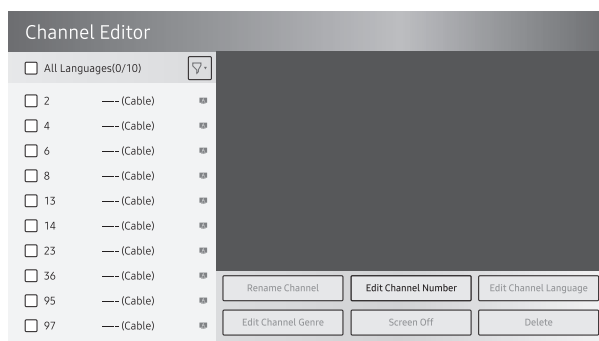 Channel Editor
All Languages(0/10)
2 —-- (Cable)
4 —-- (Cable)
6 —-- (Cable)
8 —-- (Cable)
13 —-- (Cable)
14 —-- (Cable)
23 —-- (Cable)
36 —-- (Cable)
95 —-- (Cable)
97 —-- (Cable)
Rename Channel Edit Channel Number Edit Channel Language
Edit Channel Genre Screen Off Delete